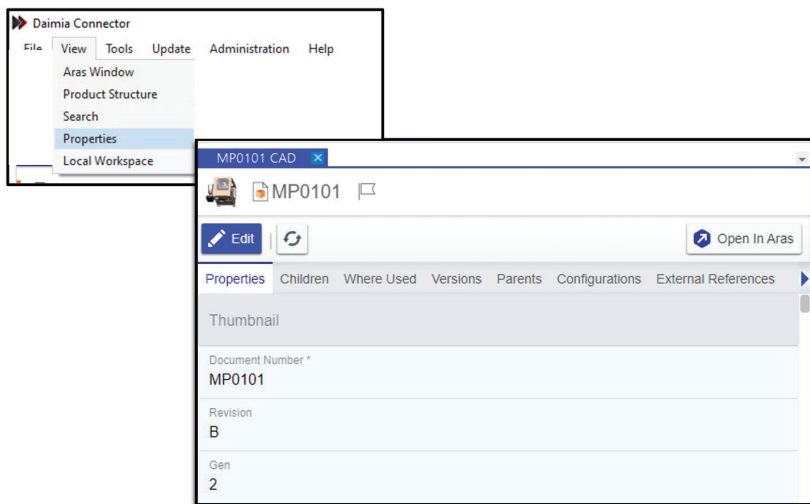 Daimia Connector
File View Tools Update Administration Help
Aras Window
Product Structure
Search
Properties
Local Workspace
MP0101 CAD
MP0101
Edit
Open In Aras
Properties Children Where Used Versions Parents Configurations External References
Thumbnail
Document Number *
MP0101
Revision
B
Gen
2